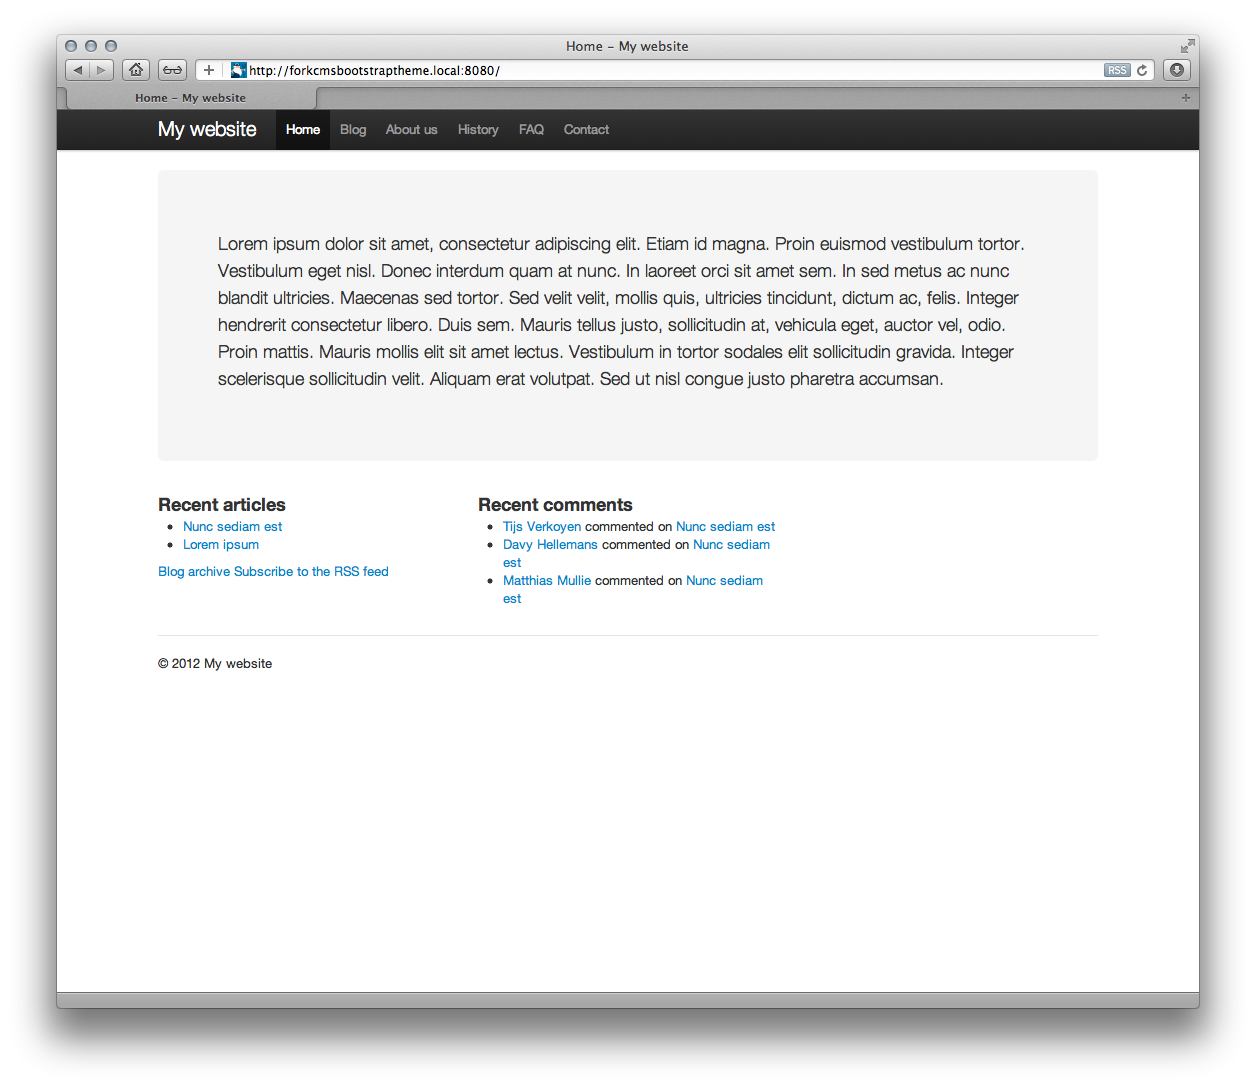 Home – My website
http://forkcmsbootstraptheme.local:8080/
RSS
Home – My website
My website Home Blog About us History FAQ Contact
Lorem ipsum dolor sit amet, consectetur adipiscing elit. Etiam id magna. Proin euismod vestibulum tortor.
Vestibulum eget nisl. Donec interdum quam at nunc. In laoreet orci sit amet sem. In sed metus ac nunc
blandit ultricies. Maecenas sed tortor. Sed velit velit, mollis quis, ultricies tincidunt, dictum ac, felis. Integer
hendrerit consectetur libero. Duis sem. Mauris tellus justo, sollicitudin at, vehicula eget, auctor vel, odio.
Proin mattis. Mauris mollis elit sit amet lectus. Vestibulum in tortor sodales elit sollicitudin gravida. Integer
scelerisque sollicitudin velit. Aliquam erat volutpat. Sed ut nisl congue justo pharetra accumsan.
Recent articles
Nunc sediam est
Lorem ipsum
Blog archive Subscribe to the RSS feed
Recent comments
Tijs Verkoyen commented on Nunc sediam est
Davy Hellemans commented on Nunc sediam
est
Matthias Mullie commented on Nunc sediam
est
© 2012 My website